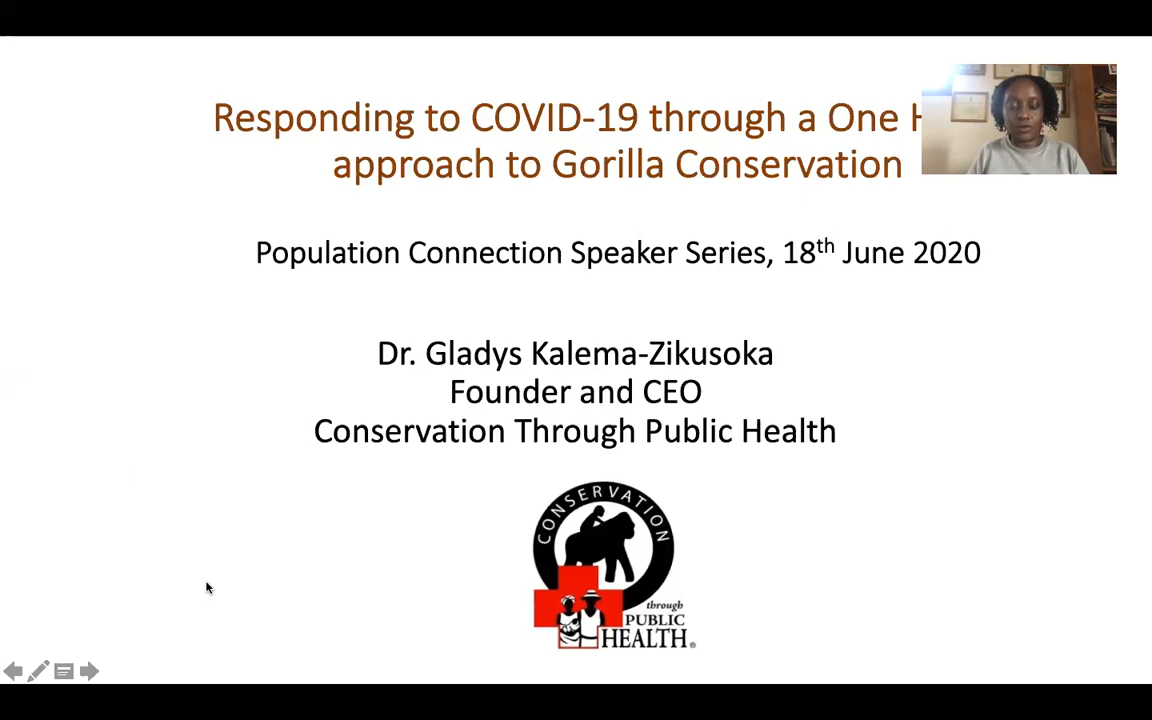 Responding to COVID-19 through a One
approach to Gorilla Conservation
Population Connection Speaker Series, 18th June 2020
Dr. Gladys Kalema-Zikusoka
Founder and CEO
Conservation Through Public Health
CONSERVATION
through
PUBLIC
HEALTH®